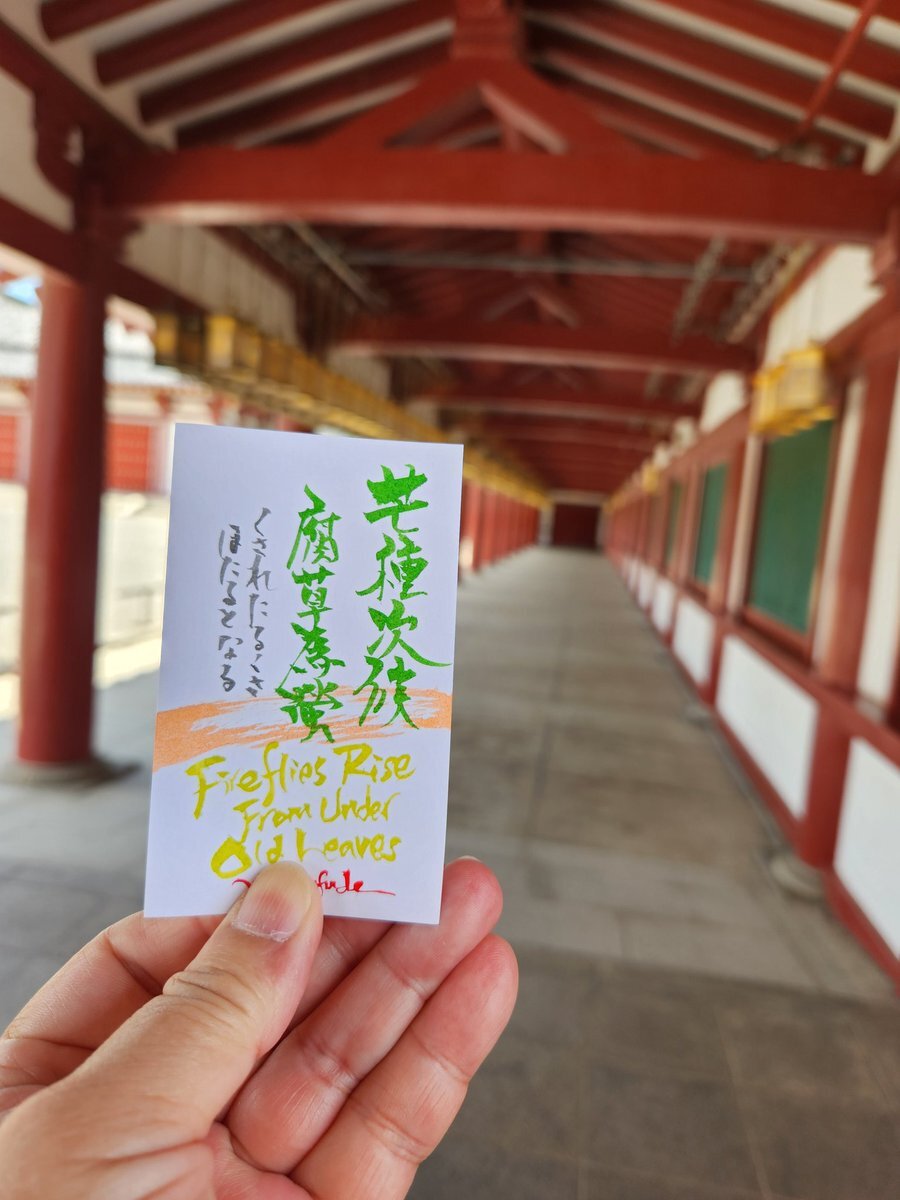 芒種次候
腐草為螢
くされたるくさ
ほたるとなる
Fireflies Rise
From Under
Old Leaves